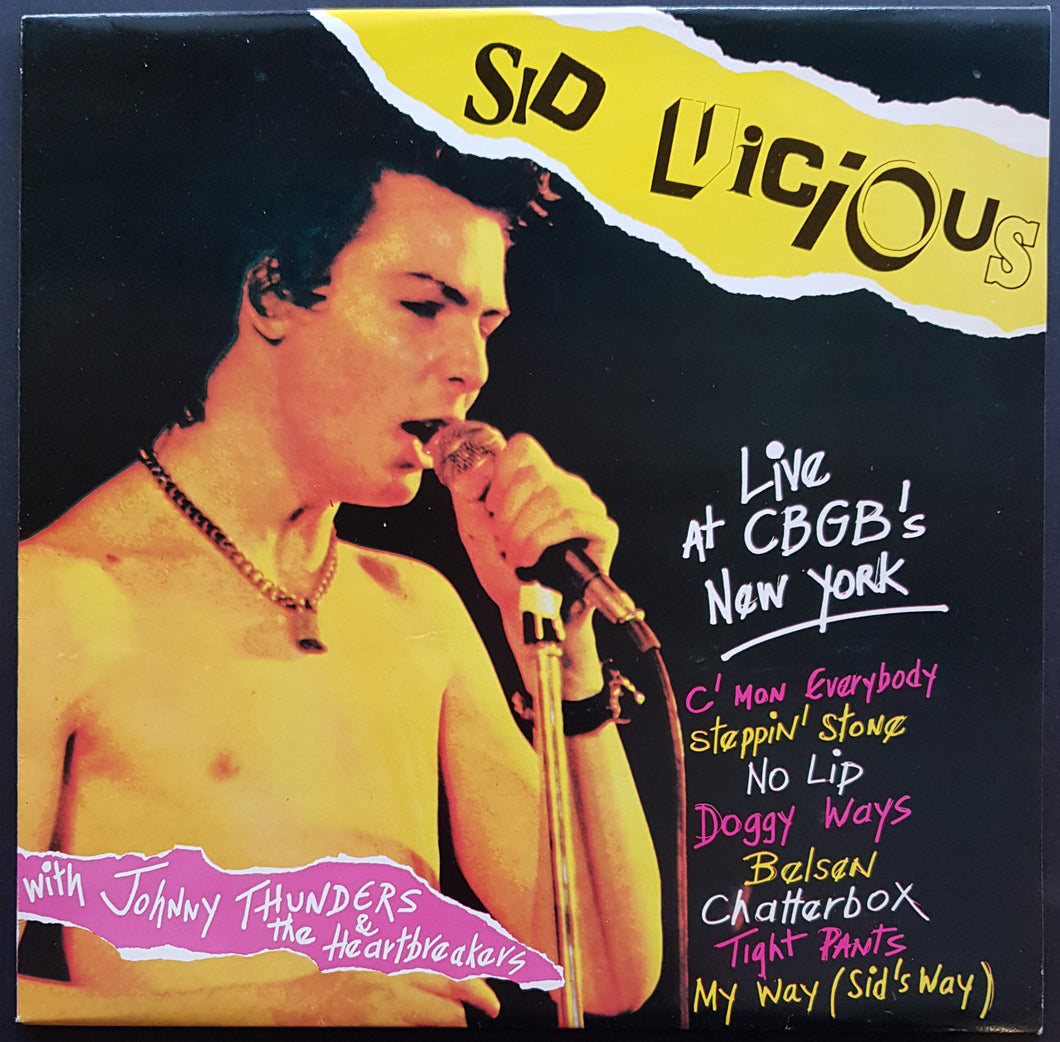 SID VICIOUS
Live
At CBGB's
New York
C'mon Everybody
Steppin' Stone
No Lip
Doggy Ways
Belsen
Chatterbox
Tight Pants
My Way (Sid's Way)
with Johnny THUNDERS
& the Heartbreakers